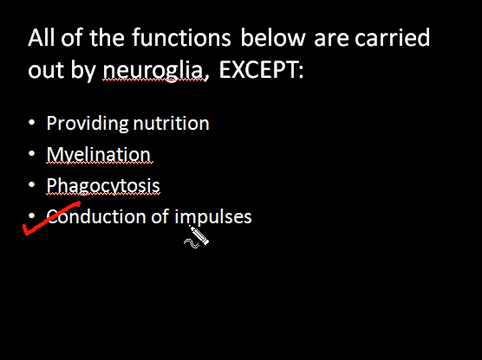 All of the functions below are carried
out by neuroglia, EXCEPT:
• Providing nutrition
• Myelination
• Phagocytosis
• Conduction of impulses